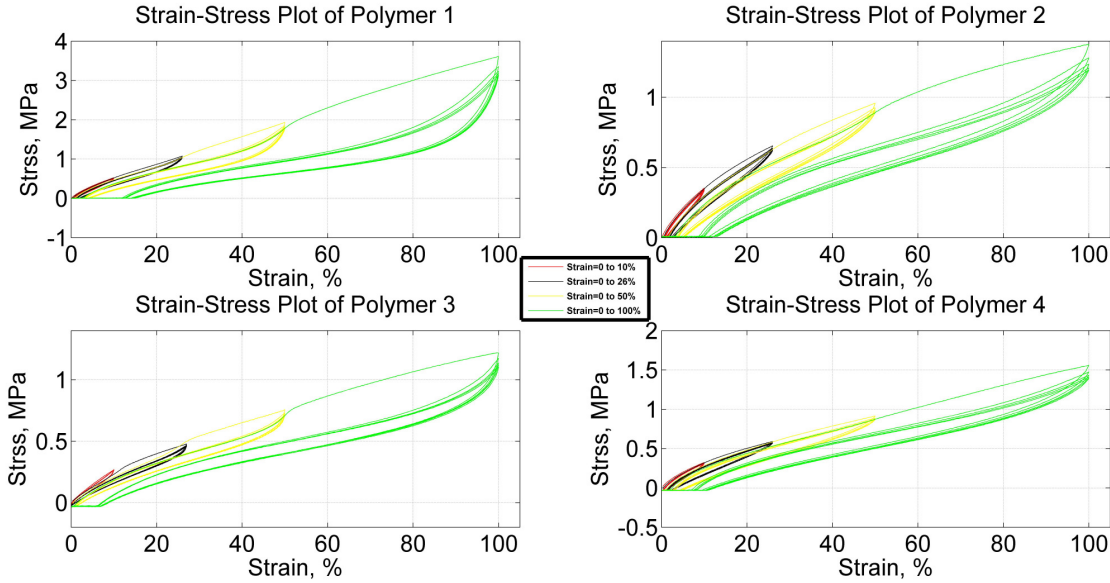 Strain-Stress Plot of Polymer 1
Strss, MPa
4
3
2
1
0
-1
0 20 40 60 80 100
Strain, %
Strain-Stress Plot of Polymer 2
Strss, MPa
1
0.5
0
0 20 40 60 80 100
Strain, %
Strain=0 to 10%
Strain=0 to 26%
Strain=0 to 50%
Strain=0 to 100%
Strain-Stress Plot of Polymer 3
Strss, MPa
1
0.5
0
0 20 40 60 80 100
Strain, %
Strain-Stress Plot of Polymer 4
Strss, MPa
2
1.5
1
0.5
0
-0.5
0 20 40 60 80 100
Strain, %